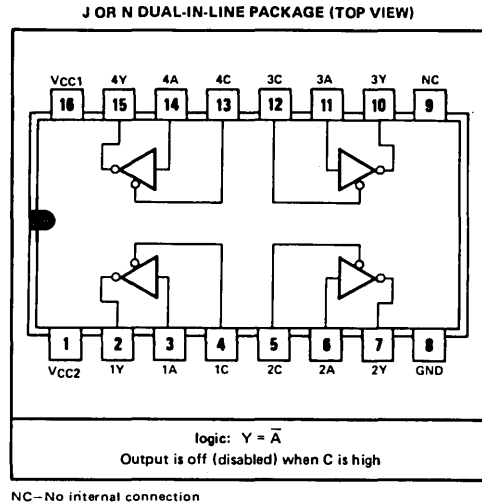 J OR N DUAL-IN-LINE PACKAGE (TOP VIEW)
VCC1 4Y 4A 4C 3C 3A 3Y NC
16 15 14 13 12 11 10 9
1 2 3 4 5 6 7 8
VCC2 1Y 1A 1C 2C 2A 2Y GND
logic: Y = A̅
Output is off (disabled) when C is high
NC—No internal connection